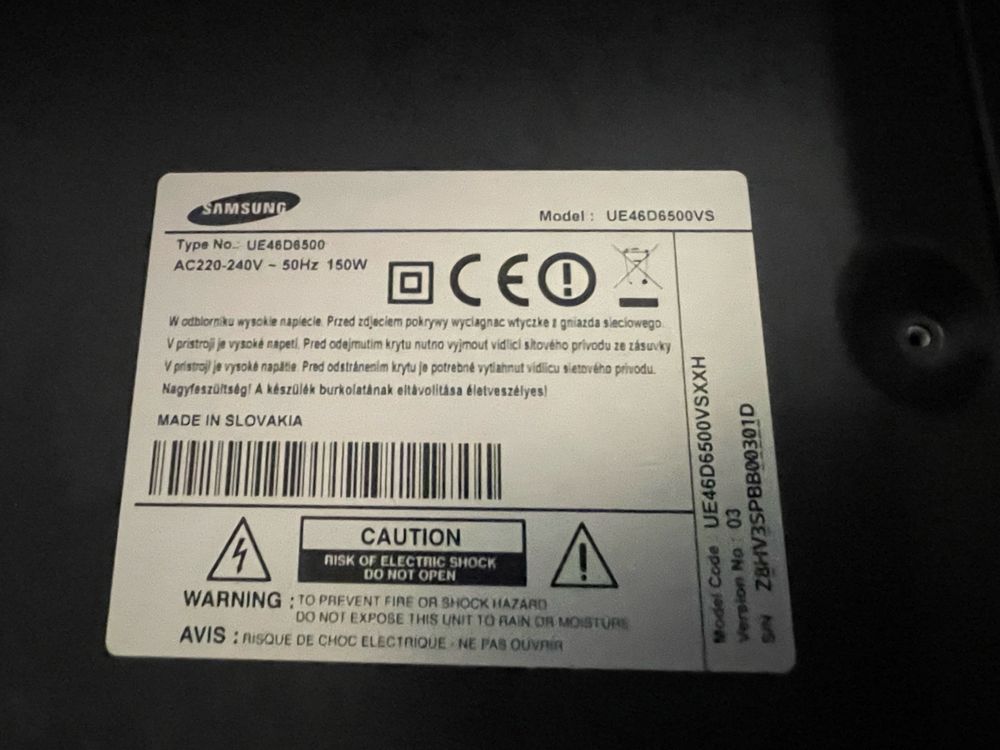 SAMSUNG
Model : UE46D6500VS
Type No.: UE46D6500
AC220-240V ~ 50Hz 150W
W odbiorniku wysokie napiecie. Przed zdjeciem pokrywy wyciagnac wtyczke z gniazda sieciowego.
V pristroji je vysoké napetí. Pred odejmutim krytu nutno vyjmout vidlici sítového privodu ze zásuvky
V prístroji je vysoké napätie. Pred odstránením krytu je potrebné vytiahnut vidlicu sietového prívodu.
Nagyfeszültség! A készülék burkolatának eltávolitása életveszélyes!
MADE IN SLOVAKIA
CAUTION
RISK OF ELECTRIC SHOCK
DO NOT OPEN
WARNING : TO PREVENT FIRE OR SHOCK HAZARD
DO NOT EXPOSE THIS UNIT TO RAIN OR MOISTURE
AVIS : RISQUE DE CHOC ELECTRIQUE - NE PAS OUVRIR
Model Code : UE46D6500VSXXH
Version No : 03
S/N Z8HV3SPBB00301D